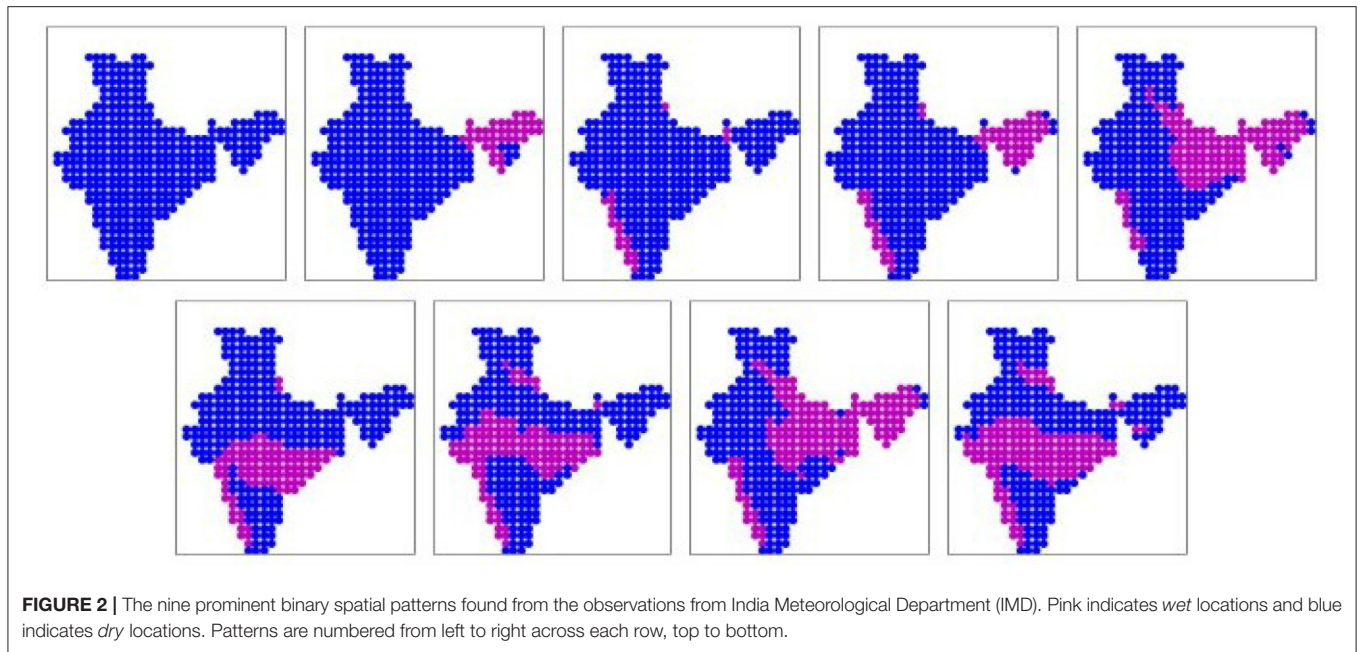 FIGURE 2 | The nine prominent binary spatial patterns found from the observations from India Meteorological Department (IMD). Pink indicates wet locations and blue
indicates dry locations. Patterns are numbered from left to right across each row, top to bottom.